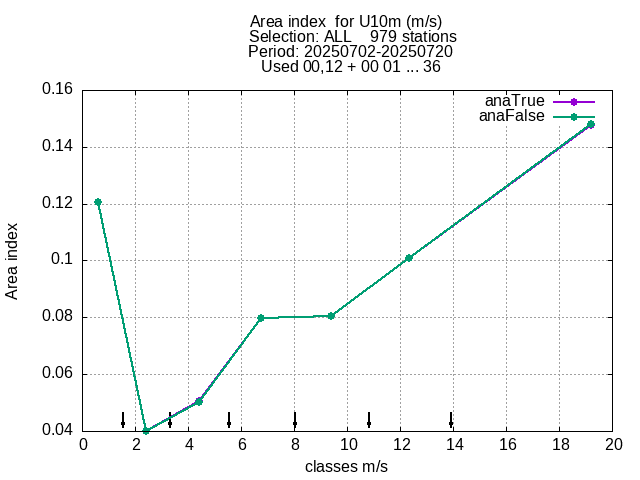 Area index  for U10m (m/s)
Selection: ALL    979 stations
Period: 20250702-20250720
Used 00,12 + 00 01 ... 36
anaTrue
anaFalse
0.16
0.14
0.12
0.1
0.08
0.06
0.04
Area index
0 2 4 6 8 10 12 14 16 18 20
classes m/s